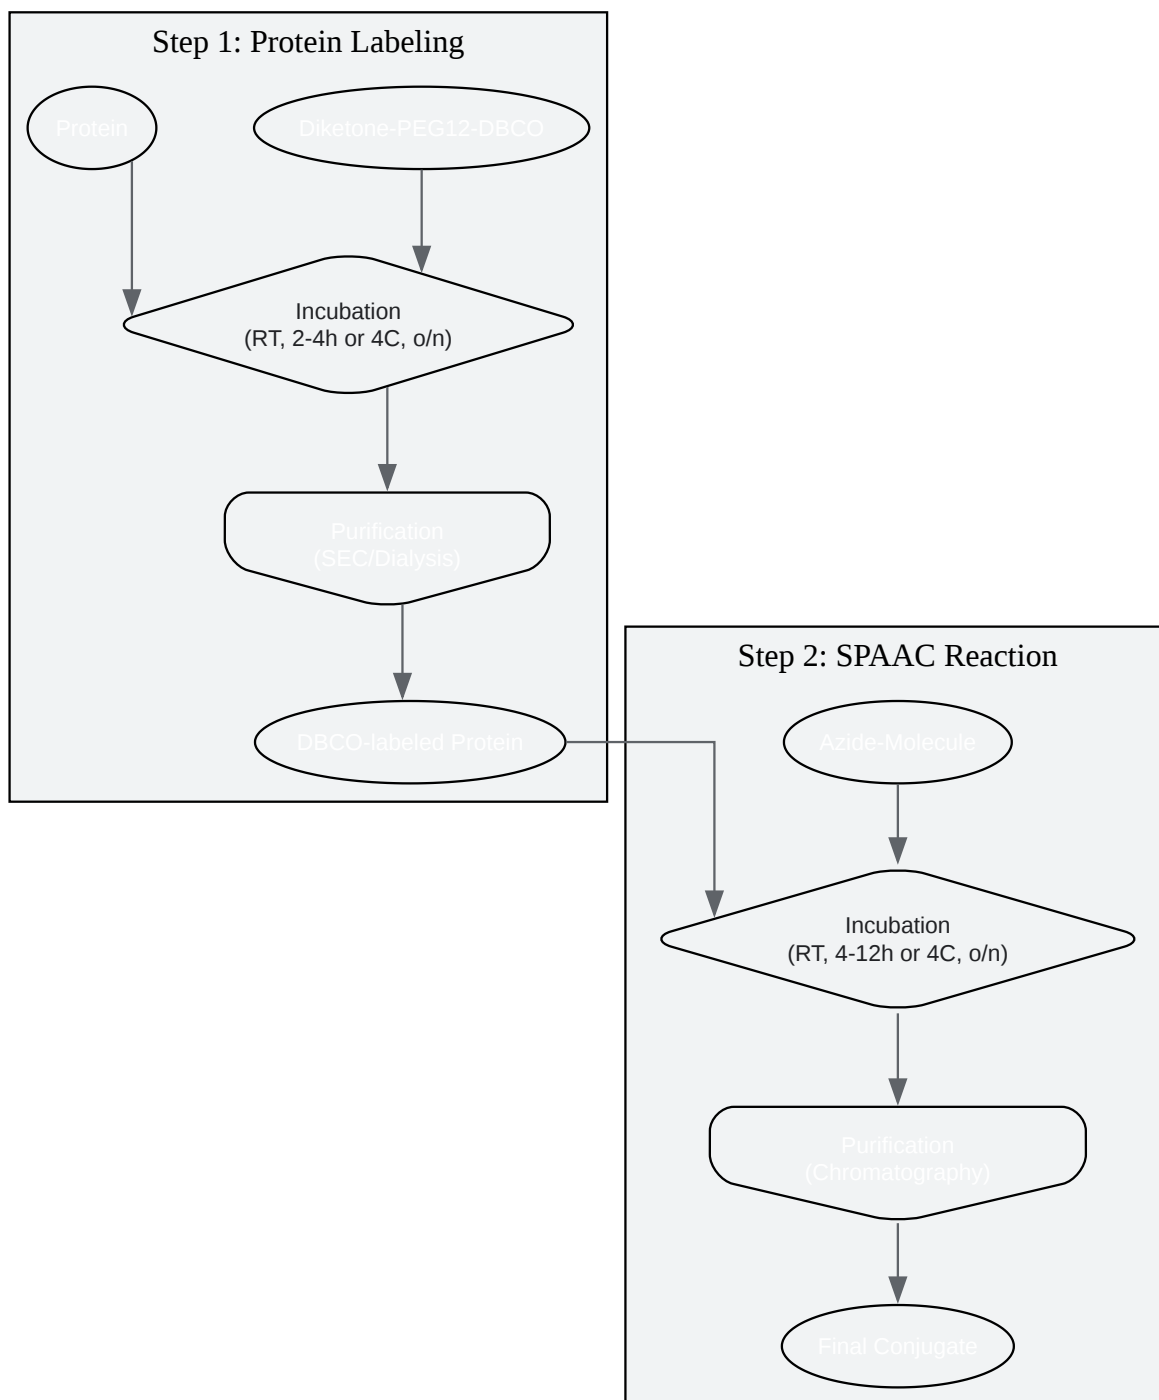 Step 1: Protein Labeling
Protein
Diketone-PEG12-DBCO
Incubation
(RT, 2-4h or 4C, o/n)
Purification
(SEC/Dialysis)
DBCO-labeled Protein
Step 2: SPAAC Reaction
Azide-Molecule
Incubation
(RT, 4-12h or 4C, o/n)
Purification
(Chromatography)
Final Conjugate